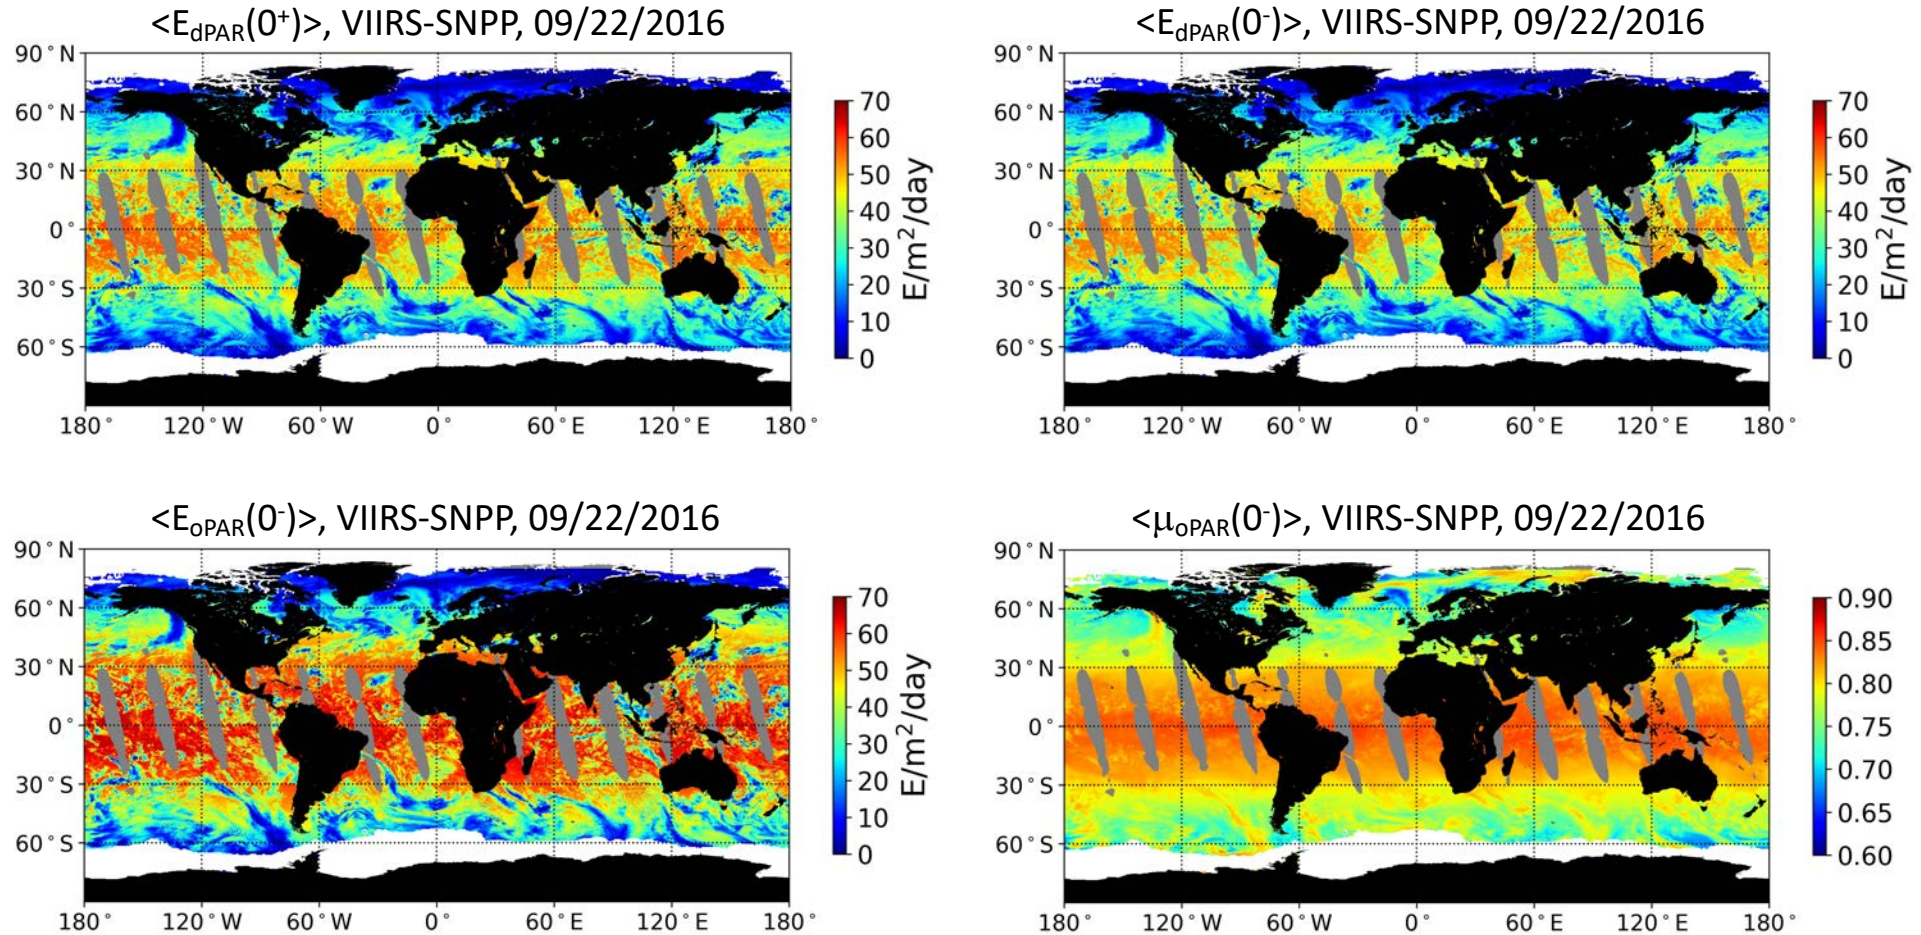 <EdPAR(0+)>, VIIRS-SNPP, 09/22/2016
90°N
60°N
30°N
0°
30°S
60°S
180°
120°W
60°W
0°
60°E
120°E
180°
70
60
50
40
30
20
10
0
E/m²/day
<EdPAR(0-)>, VIIRS-SNPP, 09/22/2016
90°N
60°N
30°N
0°
30°S
60°S
180°
120°W
60°W
0°
60°E
120°E
180°
70
60
50
40
30
20
10
0
E/m²/day
<EoPAR(0-)>, VIIRS-SNPP, 09/22/2016
90°N
60°N
30°N
0°
30°S
60°S
180°
120°W
60°W
0°
60°E
120°E
180°
70
60
50
40
30
20
10
0
E/m²/day
<μoPAR(0-)>, VIIRS-SNPP, 09/22/2016
90°N
60°N
30°N
0°
30°S
60°S
180°
120°W
60°W
0°
60°E
120°E
180°
0.90
0.85
0.80
0.75
0.70
0.65
0.60